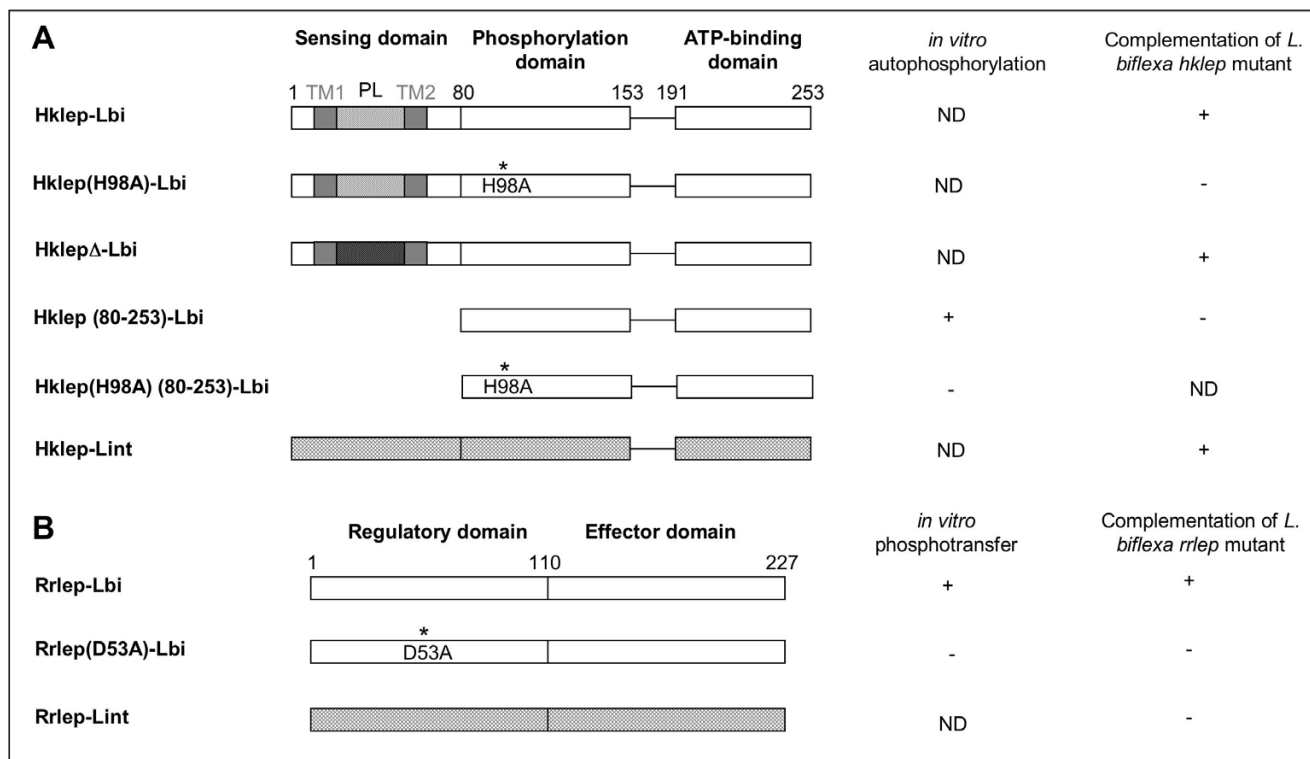 A
Sensing domain
Phosphorylation
domain
ATP-binding
domain
in vitro
autophosphorylation
Complementation of L.
biflexa hklep mutant
1 TM1 PL TM2 80 153 191 253
Hklep-Lbi ND +
*
Hklep(H98A)-Lbi H98A ND -
HklepΔ-Lbi ND +
Hklep (80-253)-Lbi + -
*
Hklep(H98A) (80-253)-Lbi H98A - ND
Hklep-Lint ND +
B
Regulatory domain Effector domain
in vitro
phosphotransfer
Complementation of L.
biflexa rrlep mutant
1 110 227
Rrlep-Lbi + +
*
Rrlep(D53A)-Lbi D53A - -
Rrlep-Lint ND -